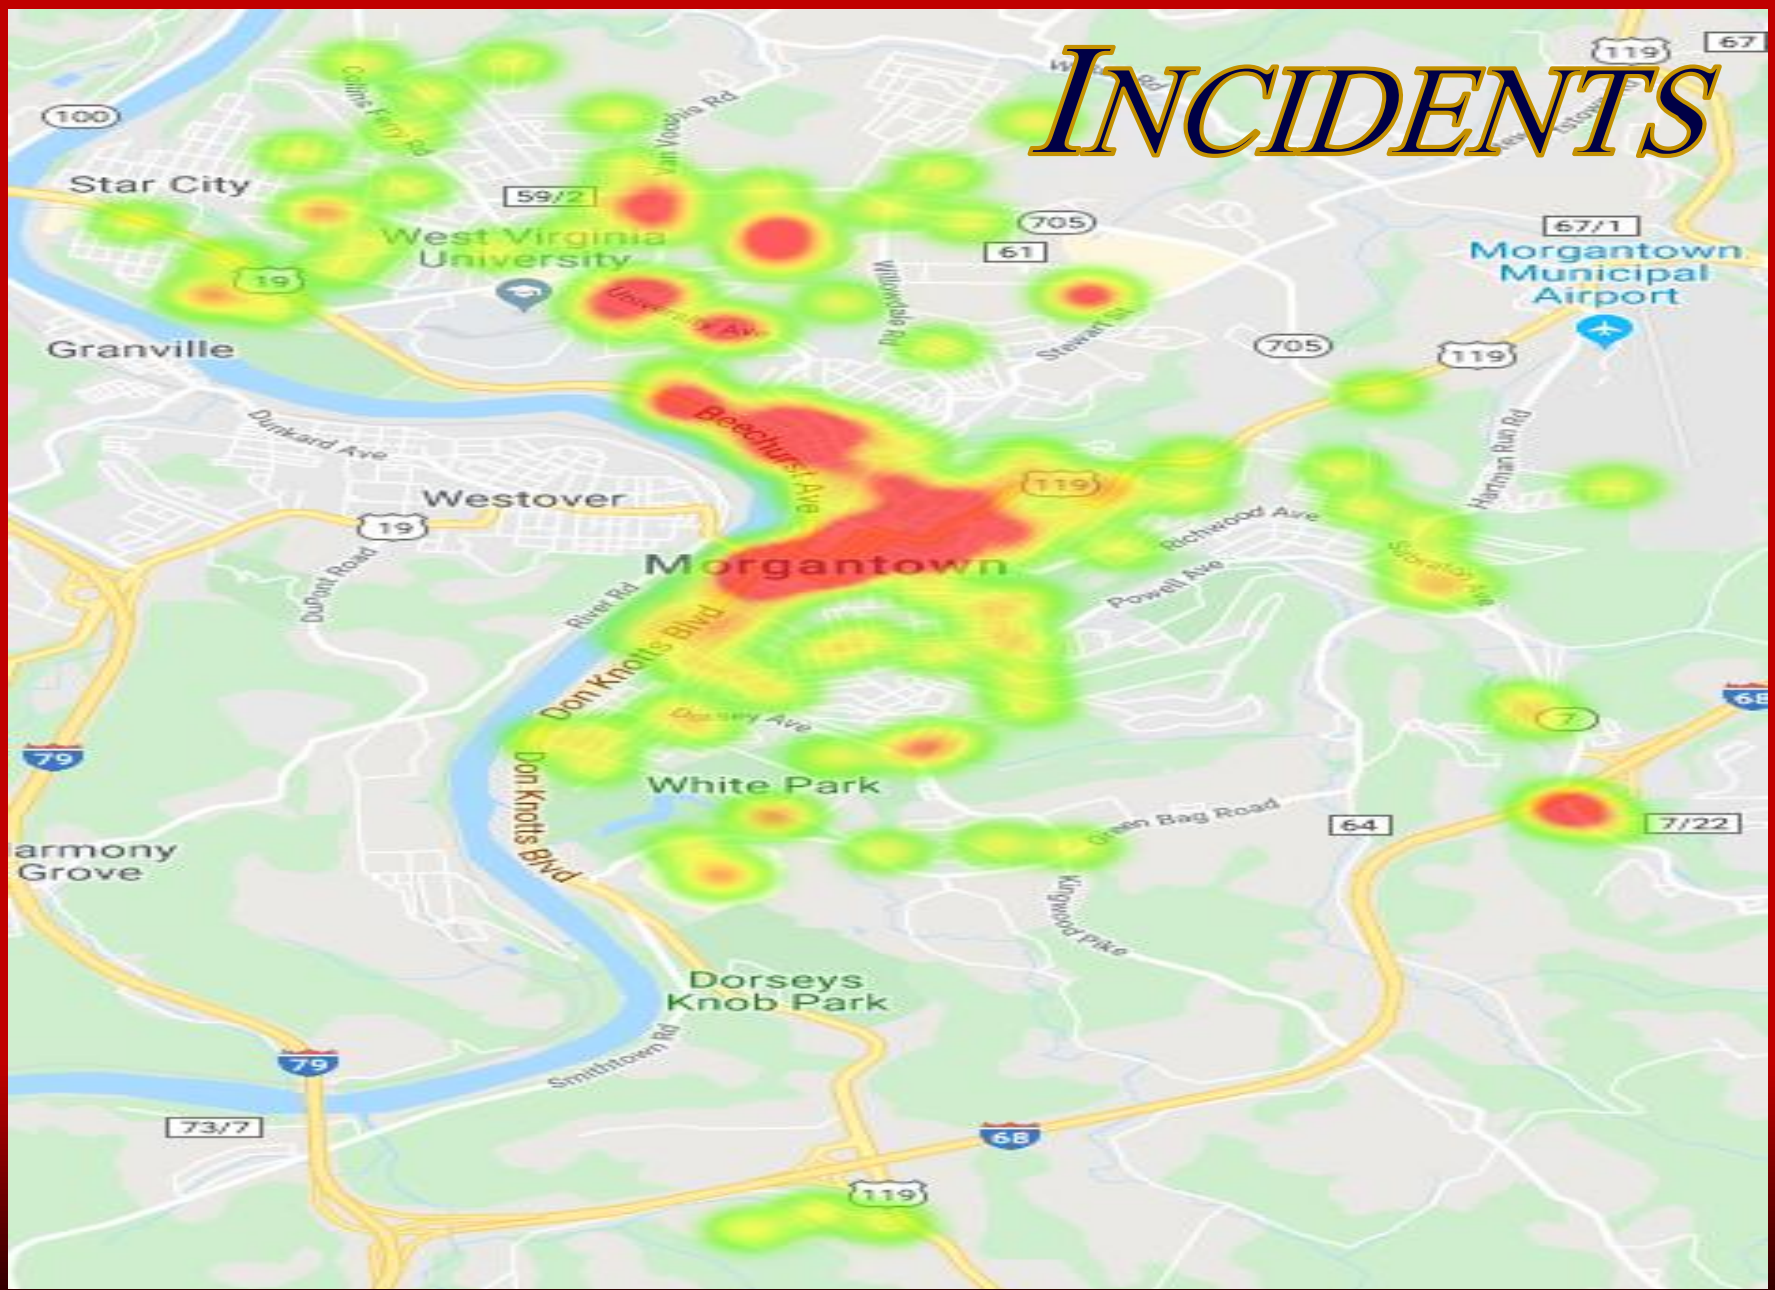 INCIDENTS
119
67
100
Collins Ferry Rd
Van Voorhis Rd
Star City
59/2
West Virginia
University
705
61
67/1
Morgantown
Municipal
Airport
19
University Ave
Willowdale Rd
Stewart St
Granville
705
119
Dunkard Ave
Beechurst Ave
Hartman Run Rd
Westover
19
119
Richwood Ave
Morgantown
Sabraton Ave
DuPont Road
River Rd
Powell Ave
Don Knotts Blvd
68
Dorsey Ave
7
79
Don Knotts Blvd
White Park
Green Bag Road
64
7/22
armony
Grove
Kingwood Pike
Dorseys
Knob Park
Smithtown Rd
79
73/7
68
119